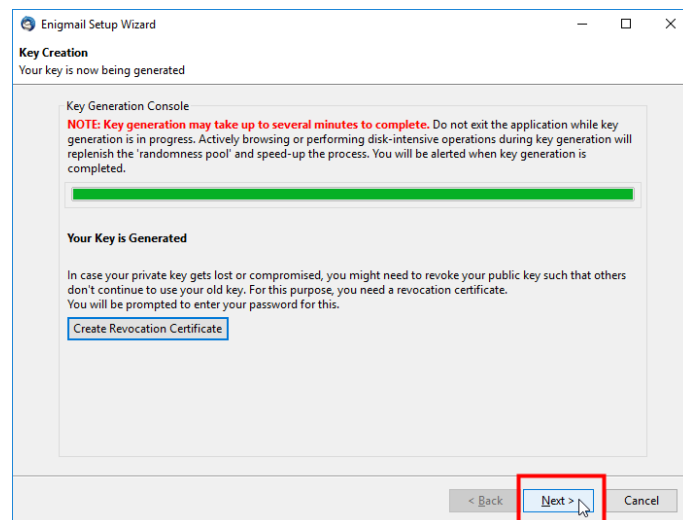 Enigmail Setup Wizard
Key Creation
Your key is now being generated
Key Generation Console
NOTE: Key generation may take up to several minutes to complete. Do not exit the application while key
generation is in progress. Actively browsing or performing disk-intensive operations during key generation will
replenish the 'randomness pool' and speed-up the process. You will be alerted when key generation is
completed.
Your Key is Generated
In case your private key gets lost or compromised, you might need to revoke your public key such that others
don't continue to use your old key. For this purpose, you need a revocation certificate.
You will be prompted to enter your password for this.
Create Revocation Certificate
< Back Next > Cancel